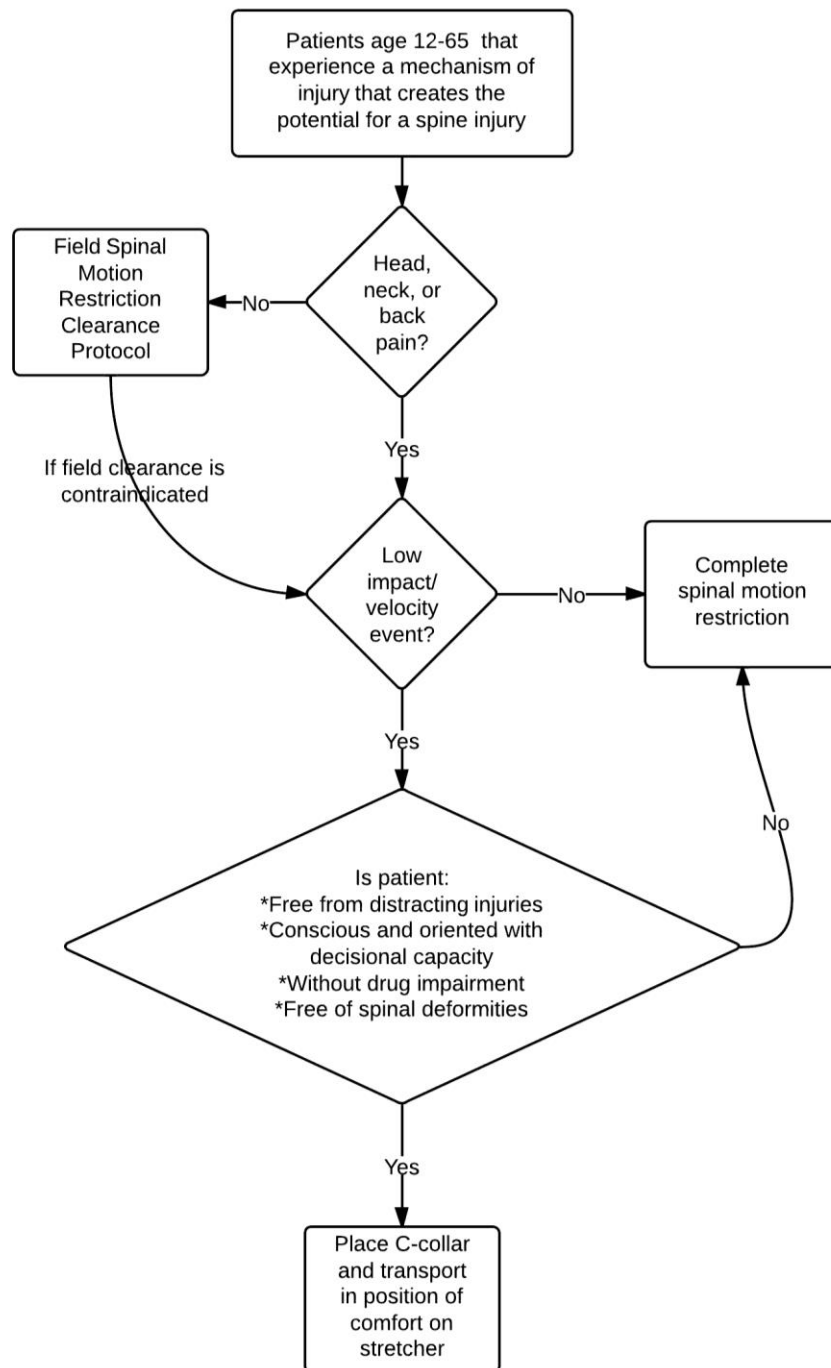 Patients age 12-65 that
experience a mechanism of
injury that creates the
potential for a spine injury
Head,
neck, or
back
pain?
No
Field Spinal
Motion
Restriction
Clearance
Protocol
Yes
If field clearance is
contraindicated
Low
impact/
velocity
event?
No
Complete
spinal motion
restriction
Yes
Is patient:
*Free from distracting injuries
*Conscious and oriented with
decisional capacity
*Without drug impairment
*Free of spinal deformities
No
Yes
Place C-collar
and transport
in position of
comfort on
stretcher